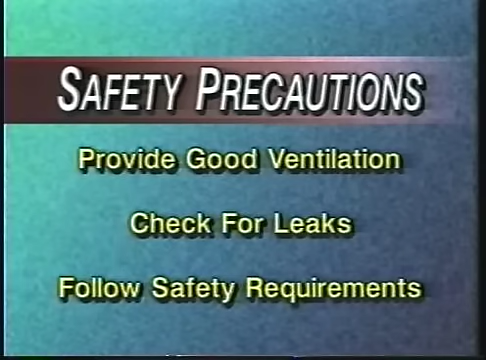 SAFETY PRECAUTIONS
Provide Good Ventilation
Check For Leaks
Follow Safety Requirements